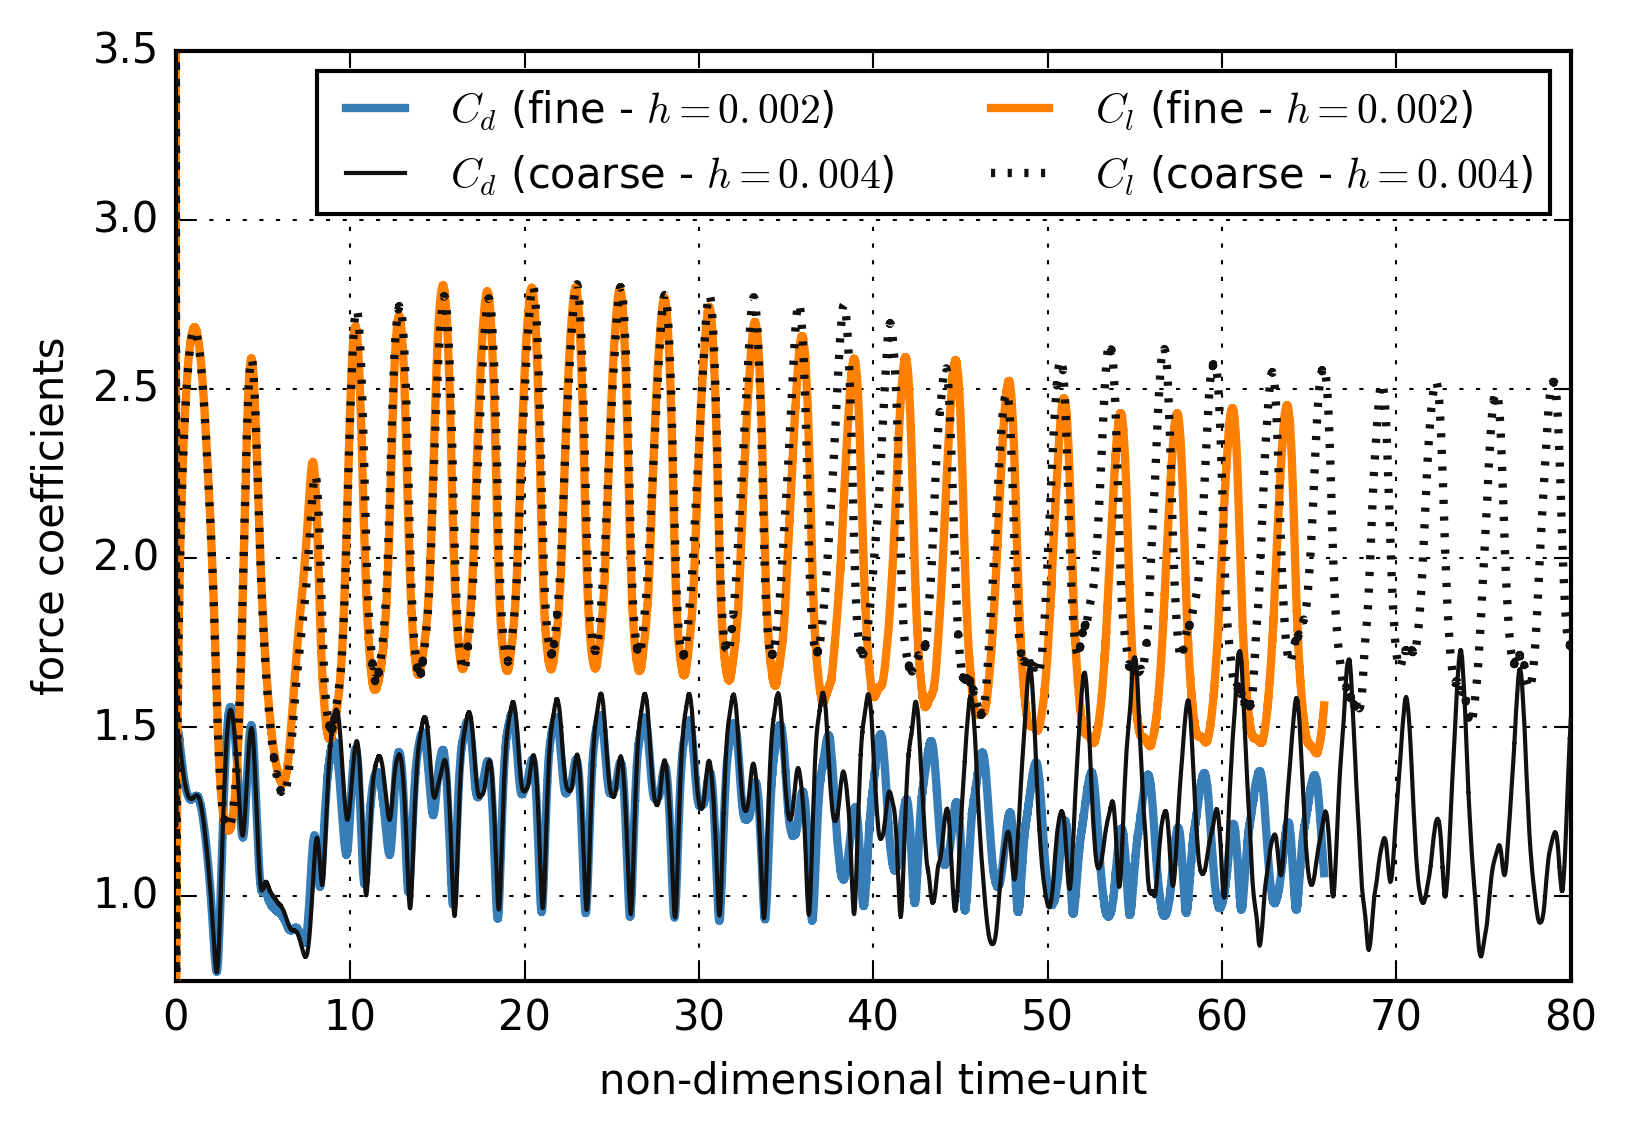 3.5
3.0
2.5
2.0
1.5
1.0
force coefficients
C_d (fine - h = 0.002)
C_l (fine - h = 0.002)
C_d (coarse - h = 0.004)
C_l (coarse - h = 0.004)
0 10 20 30 40 50 60 70 80
non-dimensional time-unit